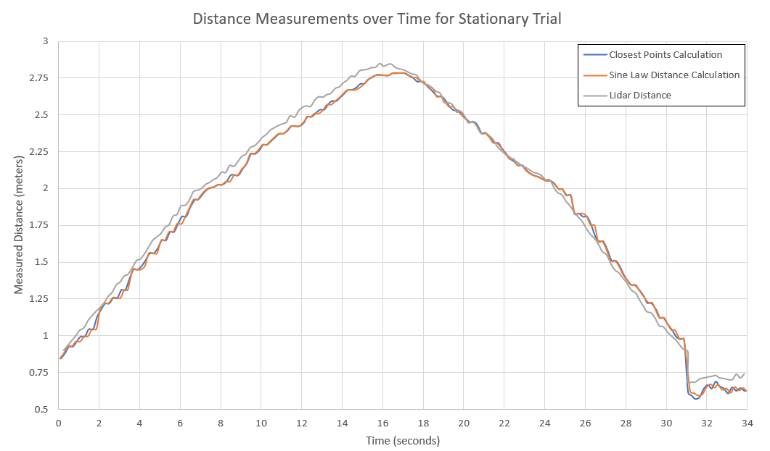 Distance Measurements over Time for Stationary Trial
3
2.75
2.5
2.25
2
1.75
1.5
1.25
1
0.75
0.5
Measured Distance (meters)
Closest Points Calculation
Sine Law Distance Calculation
Lidar Distance
0 2 4 6 8 10 12 14 16 18 20 22 24 26 28 30 32 34
Time (seconds)